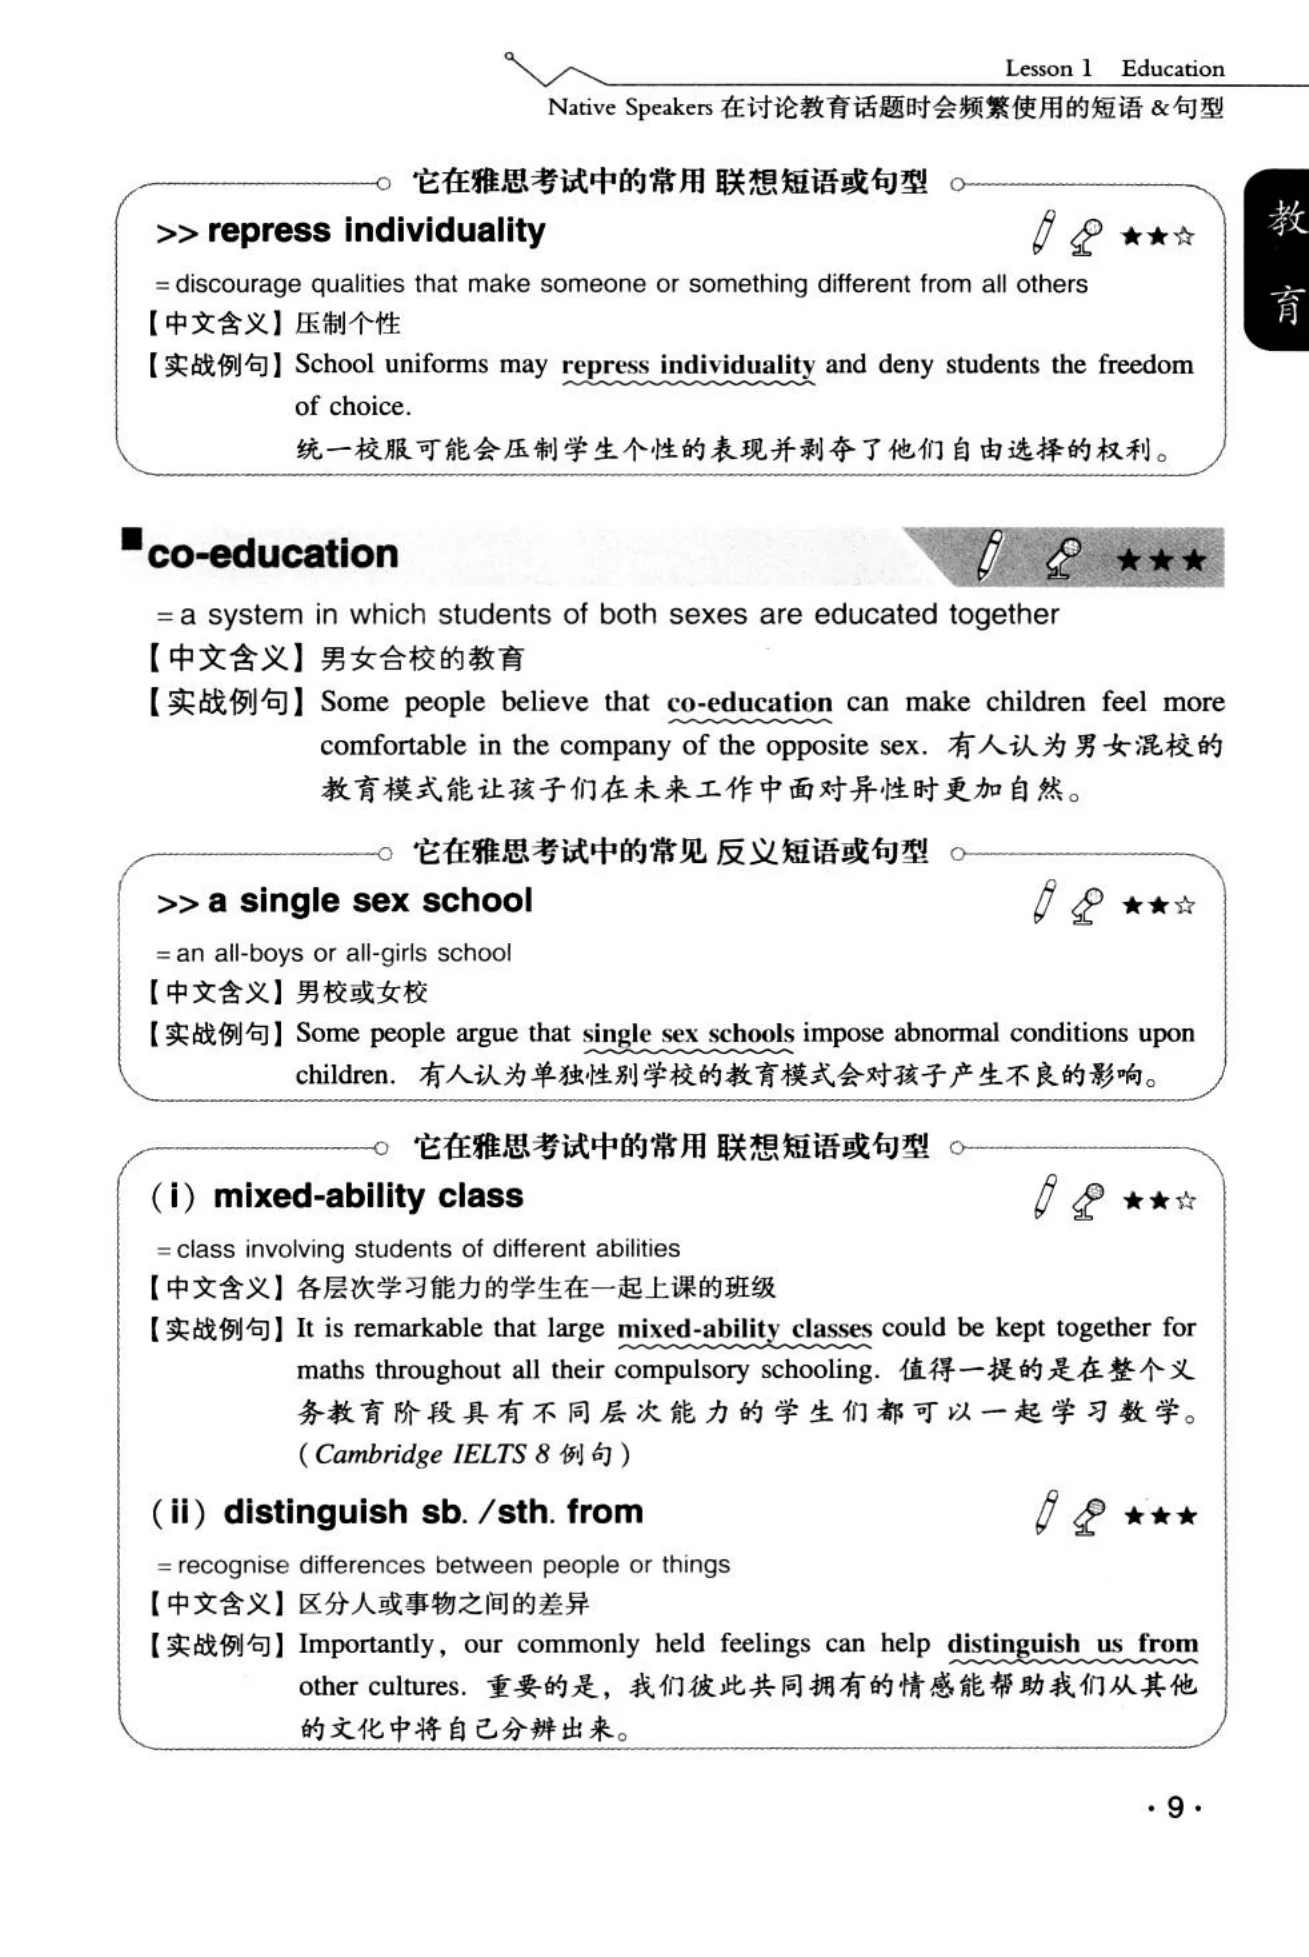 Lesson 1 Education
Native Speakers 在讨论教育话题时会频繁使用的短语 & 句型
教
育
它在雅思考试中的常用 联想短语或句型
>> repress individuality ★★☆
= discourage qualities that make someone or something different from all others
【中文含义】压制个性
【实战例句】School uniforms may repress individuality and deny students the freedom
of choice.
统一校服可能会压制学生个性的表现并剥夺了他们自由选择的权利。
■co-education ★★★
= a system in which students of both sexes are educated together
【中文含义】男女合校的教育
【实战例句】Some people believe that co-education can make children feel more
comfortable in the company of the opposite sex. 有人认为男女混校的
教育模式能让孩子们在未来工作中面对异性时更加自然。
它在雅思考试中的常见 反义短语或句型
>> a single sex school ★★☆
= an all-boys or all-girls school
【中文含义】男校或女校
【实战例句】Some people argue that single sex schools impose abnormal conditions upon
children. 有人认为单独性别学校的教育模式会对孩子产生不良的影响。
它在雅思考试中的常用 联想短语或句型
(i) mixed-ability class ★★☆
= class involving students of different abilities
【中文含义】各层次学习能力的学生在一起上课的班级
【实战例句】It is remarkable that large mixed-ability classes could be kept together for
maths throughout all their compulsory schooling. 值得一提的是在整个义
务教育阶段具有不同层次能力的学生们都可以一起学习数学。
(Cambridge IELTS 8 例句)
(ii) distinguish sb. /sth. from ★★★
= recognise differences between people or things
【中文含义】区分人或事物之间的差异
【实战例句】Importantly, our commonly held feelings can help distinguish us from
other cultures. 重要的是，我们彼此共同拥有的情感能帮助我们从其他
的文化中将自己分辨出来。
· 9 ·